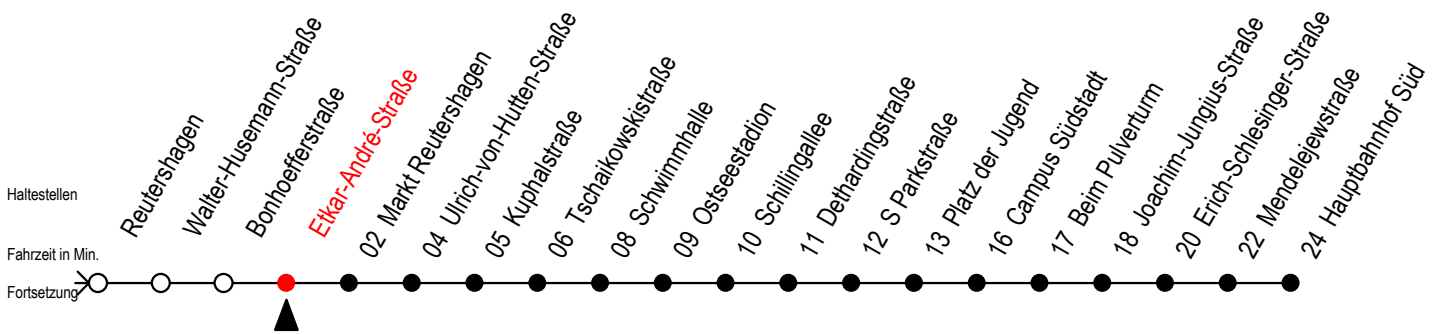 Haltestellen
Fahrzeit in Min.
Fortsetzung
Reutershagen
Walter-Husemann-Straße
Bonhoefferstraße
Etkar-André-Straße
02 Markt Reutershagen
04 Ulrich-von-Hutten-Straße
05 Kuphalstraße
06 Tschaikowskistraße
08 Schwimmhalle
09 Ostseestadion
10 Schillingallee
11 Dethardingstraße
12 S Parkstraße
13 Platz der Jugend
16 Campus Südstadt
17 Beim Pulverturm
18 Joachim-Jungius-Straße
20 Erich-Schlesinger-Straße
22 Mendelejewstraße
24 Hauptbahnhof Süd